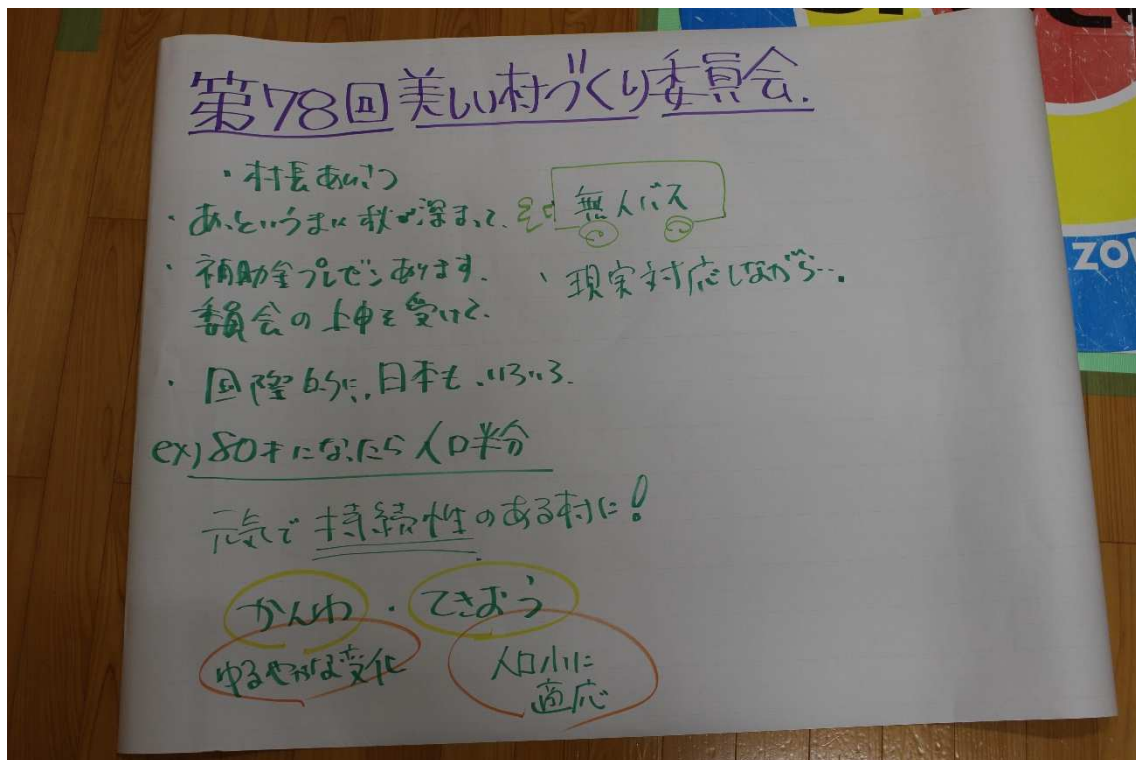 第78回 美しい村づくり委員会.
・村長あいさつ
・あっというまに秋が深まって、
・補助金プレゼンあります.
委員会の上申を受けて.
無人バス
・現実対応しながら….
・国際的に、日本も、いろいろ.
ex) 80才になったら人口半分
元気で持続性のある村に!
かんわ・てきおう
ゆるやかな変化
人口小に
適応
ZO